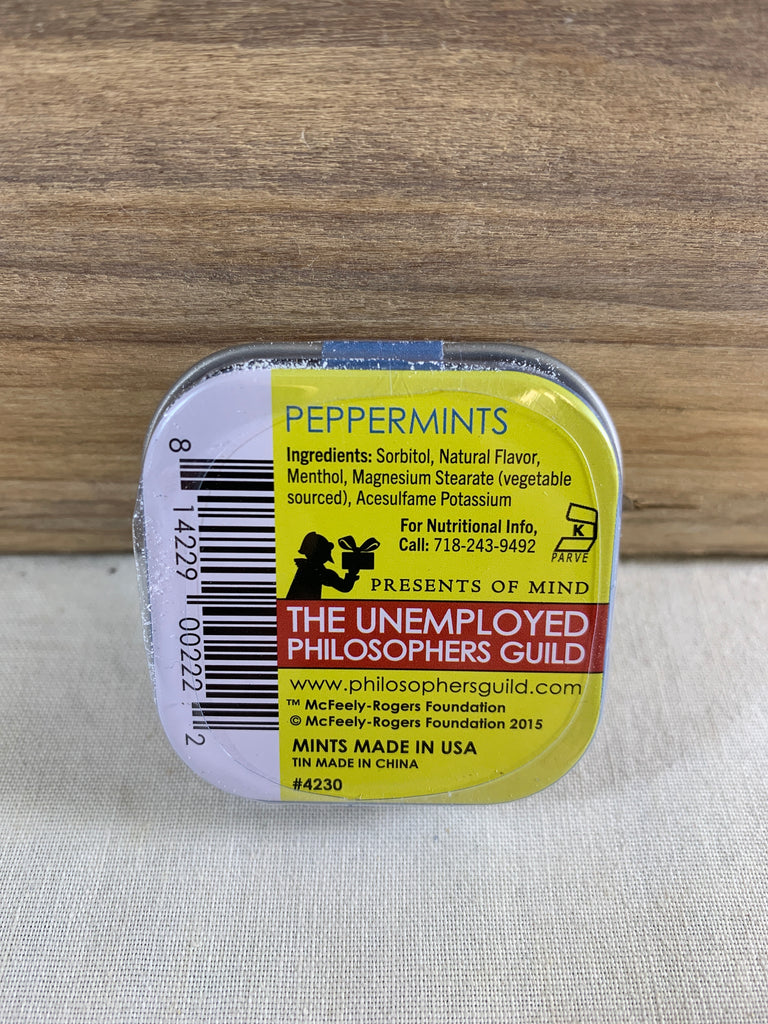 PEPPERMINTS
Ingredients: Sorbitol, Natural Flavor,
Menthol, Magnesium Stearate (vegetable
sourced), Acesulfame Potassium
For Nutritional Info,
Call: 718-243-9492
K
PARVE
PRESENTS OF MIND
THE UNEMPLOYED
PHILOSOPHERS GUILD
www.philosophersguild.com
™ McFeely-Rogers Foundation
© McFeely-Rogers Foundation 2015
MINTS MADE IN USA
TIN MADE IN CHINA
#4230
8 14229 00222 2